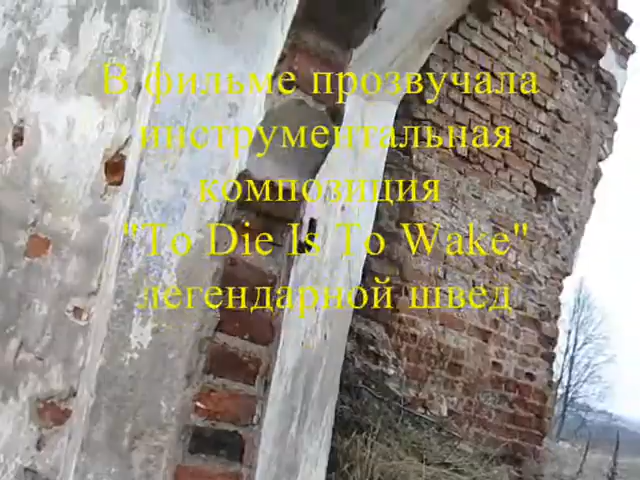 В фильме прозвучала
инструментальная
композиция
"To Die Is To Wake"
легендарной швед